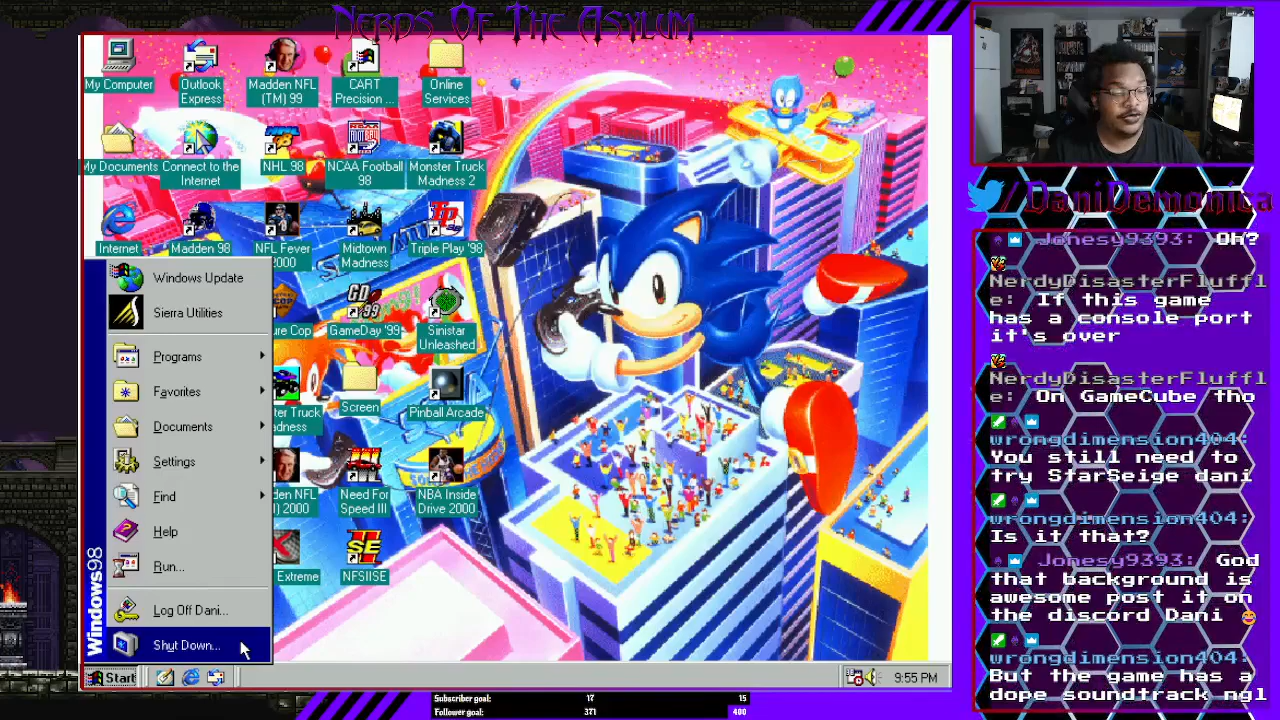 Nerds Of The Asylum
My Computer
Outlook Express
Madden NFL (TM) 99
CART Precision ...
Online Services
My Documents
Connect to the Internet
NHL 98
NCAA Football 98
Monster Truck Madness 2
Internet
Madden 98
NFL Fever 2000
Midtown Madness
Triple Play '98
ure Cop
GameDay '99
Sinistar Unleashed
ter Truck
adness
Screen
Pinball Arcade
den NFL
) 2000
Need For Speed III
NBA Inside Drive 2000
Extreme
NFSIISE
Windows Update
Sierra Utilities
Programs
Favorites
Documents
Settings
Find
Help
Run...
Log Off Dani...
Shut Down...
Windows98
Start
9:55 PM
Subscriber goal: 17 15
Follower goal: 371 400
/DaniDemonica
Jonesy9393: Oh?
NerdyDisasterFluffl
e: If this game
has a console port
it's over
NerdyDisasterFluffl
e: On GameCube tho
wrongdimension404:
You still need to
try StarSeige dani
wrongdimension404:
Is it that?
Jonesy9393: God
that background is
awesome post it on
the discord Dani
wrongdimension404:
But the game has a
dope soundtrack ngl